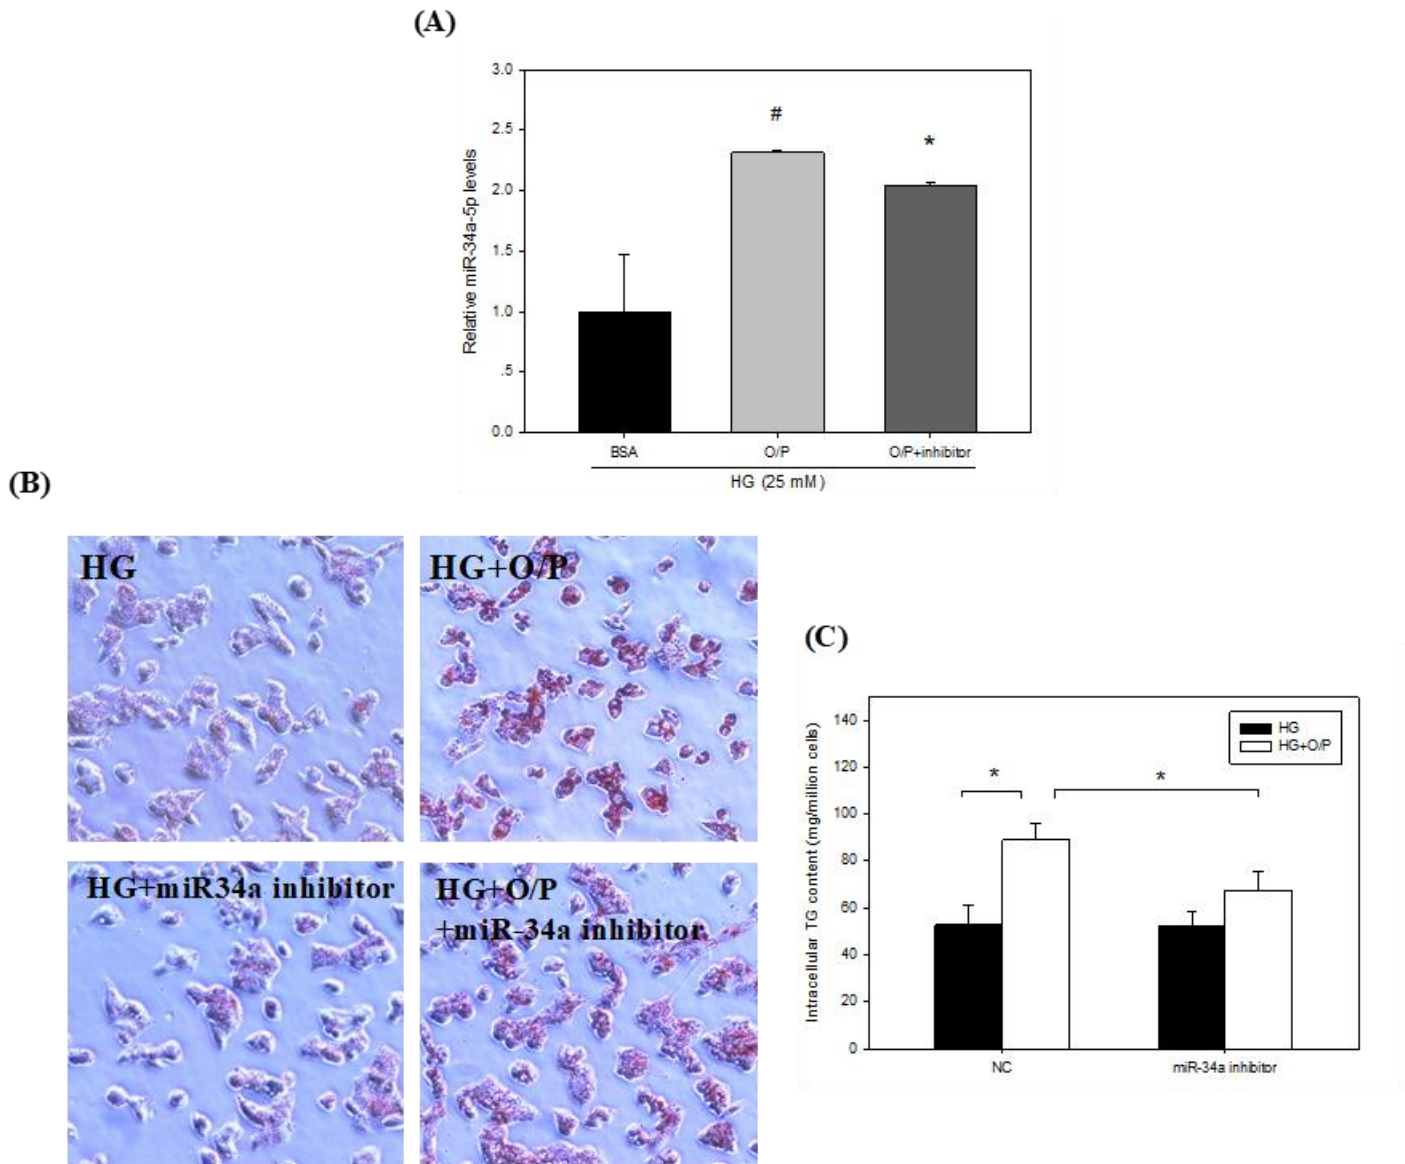 (A)
3.0
2.5
2.0
1.5
1.0
.5
0.0
Relative miR-34a-5p levels
#
*
BSA O/P O/P+inhibitor
HG (25 mM)
(B)
HG
HG+O/P
HG+miR34a inhibitor
HG+O/P
+miR-34a inhibitor
(C)
140
120
100
80
60
40
20
0
Intracellular TG content (mg/million cells)
HG
HG+O/P
*
*
NC miR-34a inhibitor